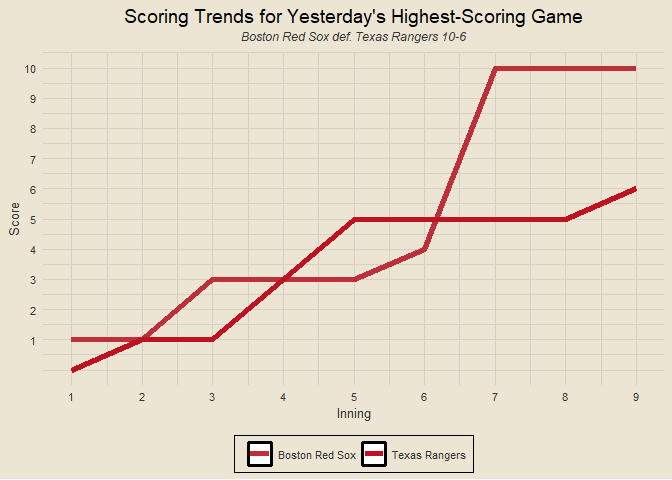 Scoring Trends for Yesterday's Highest-Scoring Game
Boston Red Sox def. Texas Rangers 10-6
10
9
8
7
6
5
4
3
2
1
Score
1 2 3 4 5 6 7 8 9
Inning
Boston Red Sox Texas Rangers